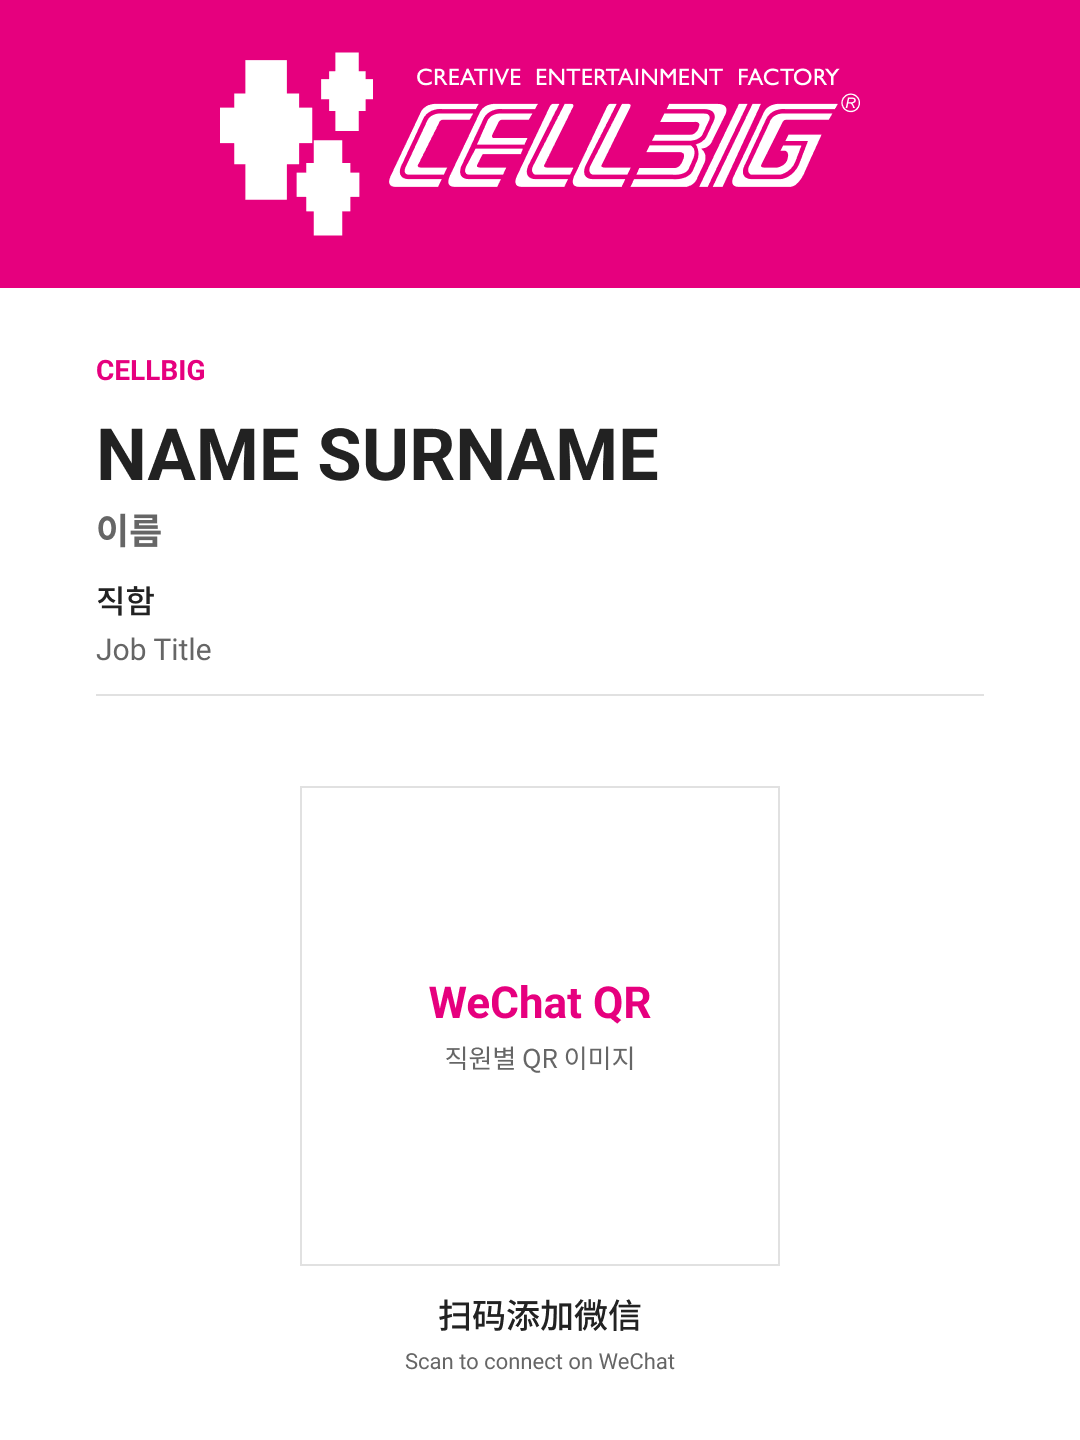 CREATIVE ENTERTAINMENT FACTORY
CELLBIG®
CELLBIG
NAME SURNAME
이름
직함
Job Title
WeChat QR
직원별 QR 이미지
扫码添加微信
Scan to connect on WeChat